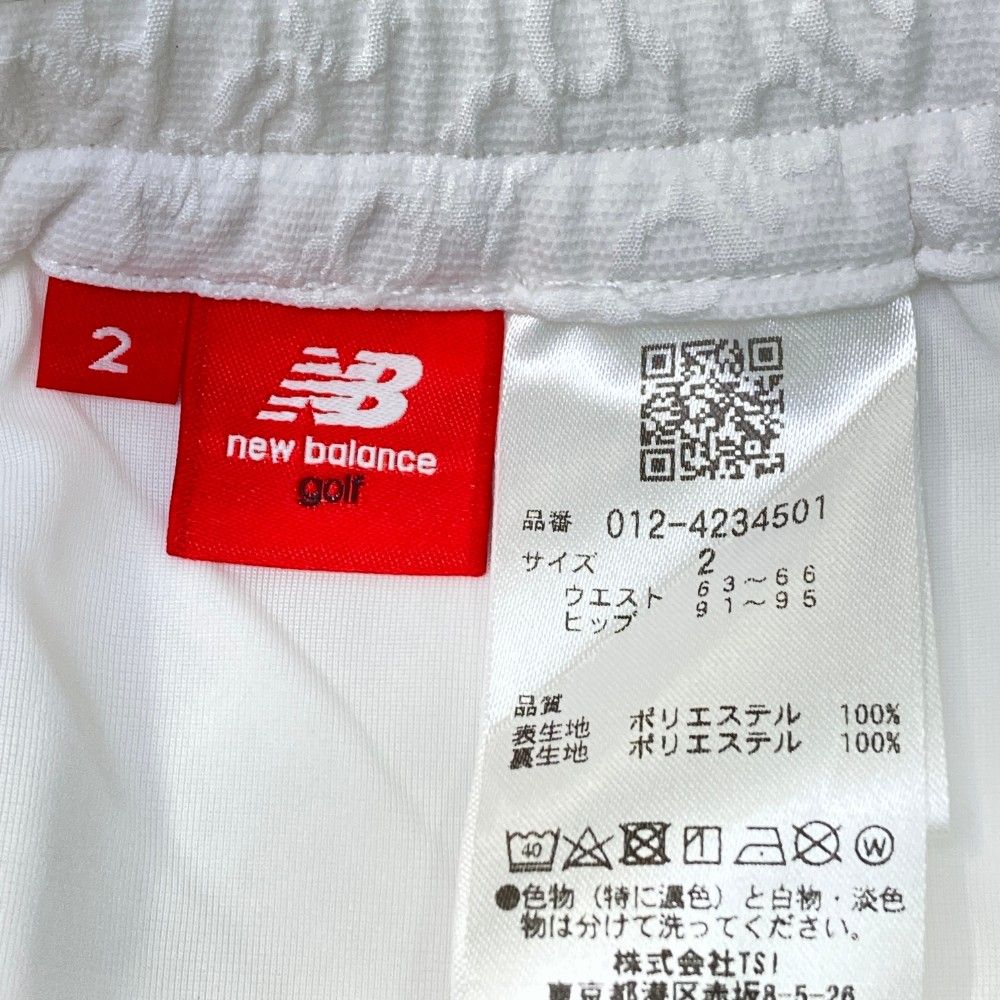 2
NB
new balance
golf
品番 012-4234501
サイズ 2
ウエスト 63～66
ヒップ 91～95
品質
表生地 ポリエステル 100%
裏生地 ポリエステル 100%
40
W
●色物（特に濃色）と白物・淡色
物は分けて洗ってください。
株式会社TSI
東京都港区赤坂8-5-26